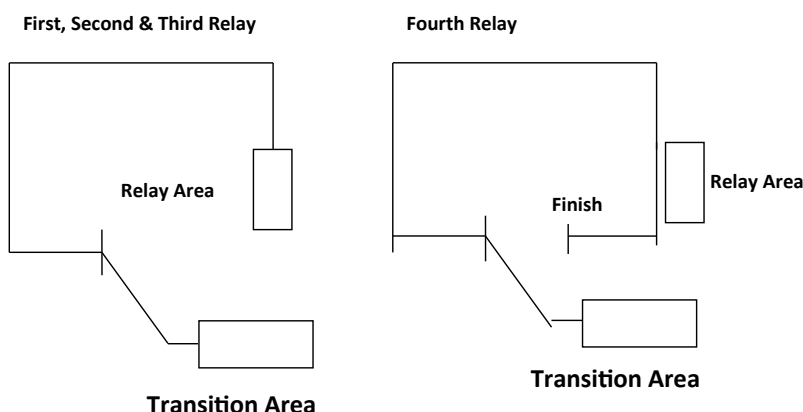 First, Second & Third Relay
Relay Area
Transition Area
Fourth Relay
Relay Area
Finish
Transition Area